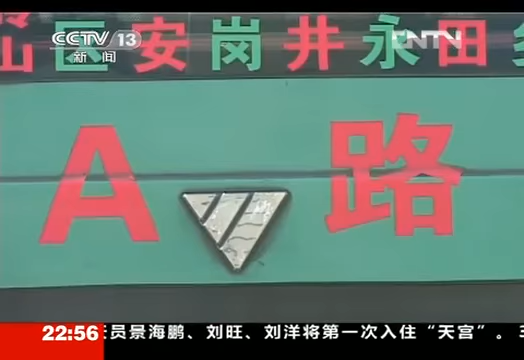 CCTV 13
新闻
CNTV
山 区 安 岗 井 永 田
A 路
22:56
员景海鹏、刘旺、刘洋将第一次入住“天宫”。